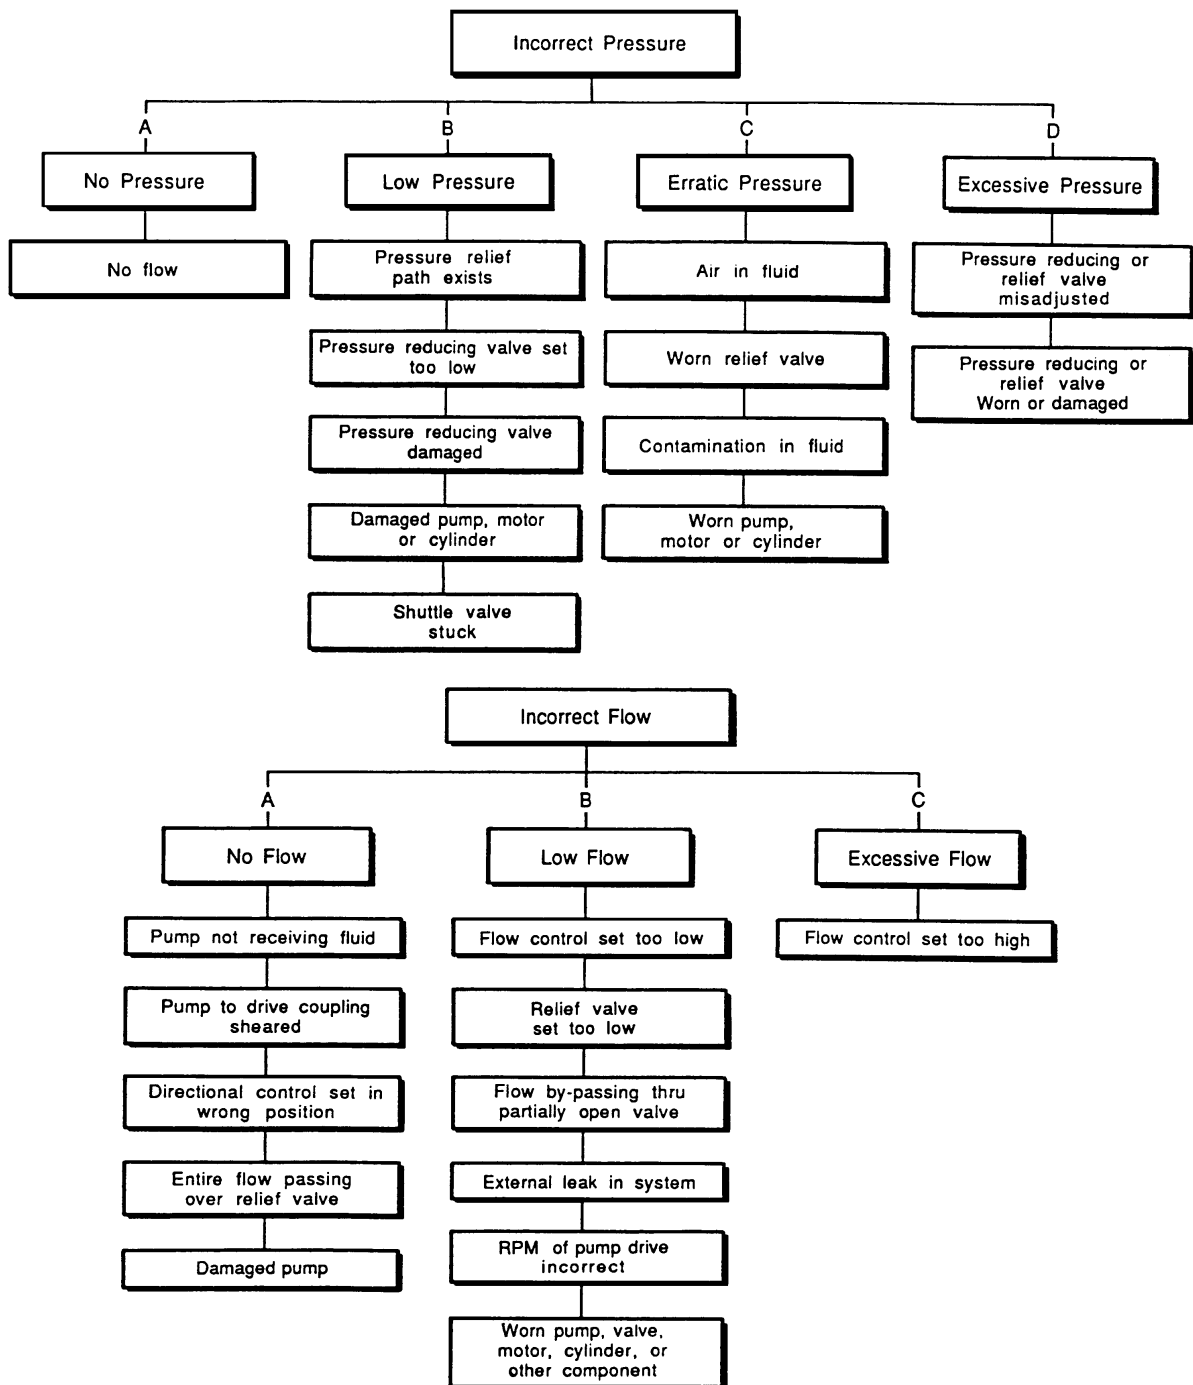 Incorrect Pressure
A
B
C
D
No Pressure
Low Pressure
Erratic Pressure
Excessive Pressure
No flow
Pressure relief
path exists
Air in fluid
Pressure reducing or
relief valve
misadjusted
Pressure reducing valve set
too low
Worn relief valve
Pressure reducing or
relief valve
Worn or damaged
Pressure reducing valve
damaged
Contamination in fluid
Damaged pump, motor
or cylinder
Worn pump,
motor or cylinder
Shuttle valve
stuck
Incorrect Flow
A
B
C
No Flow
Low Flow
Excessive Flow
Pump not receiving fluid
Flow control set too low
Flow control set too high
Pump to drive coupling
sheared
Relief valve
set too low
Directional control set in
wrong position
Flow by-passing thru
partially open valve
Entire flow passing
over relief valve
External leak in system
Damaged pump
RPM of pump drive
incorrect
Worn pump, valve,
motor, cylinder, or
other component